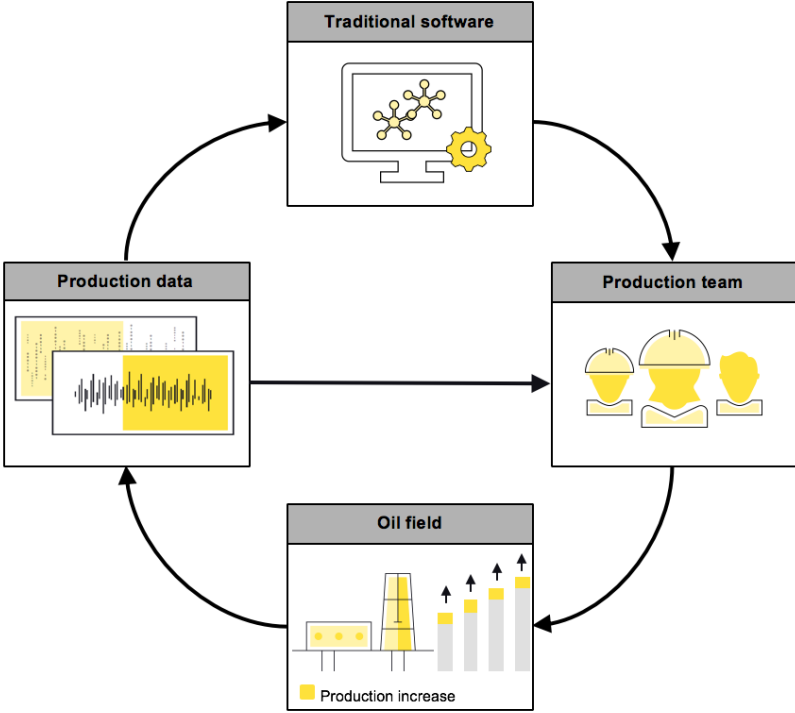 Traditional software
Production data
Production team
Oil field
Production increase